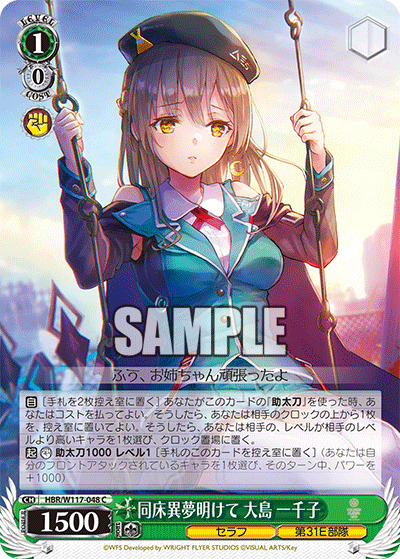 LEVEL
1
0
COST
SAMPLE
ふぅ、お姉ちゃん頑張ったよ
自 [手札を2枚控え室に置く] あなたがこのカードの『助太刀』を使った時、あ
なたはコストを払ってよい。そうしたら、あなたは相手のクロックの上から1枚
を、控え室に置き、そうしたら、あなたは相手の、レベルが相手のレ
ベルより高いキャラを1枚選び、クロック置場に置く。
起 助太刀1000 レベル1 [手札のこのカードを控え室に置く] (あなたは自
分のフロントアタックされているキャラを1枚選び、そのターン中、パワーを
+1000)
CH HBR/W117-048 C
1500
同床異夢明けて 大島 一千子
セラフ
第31E部隊
©WFS Developed by WRIGHT FLYER STUDIOS ©VISUAL ARTS/Key